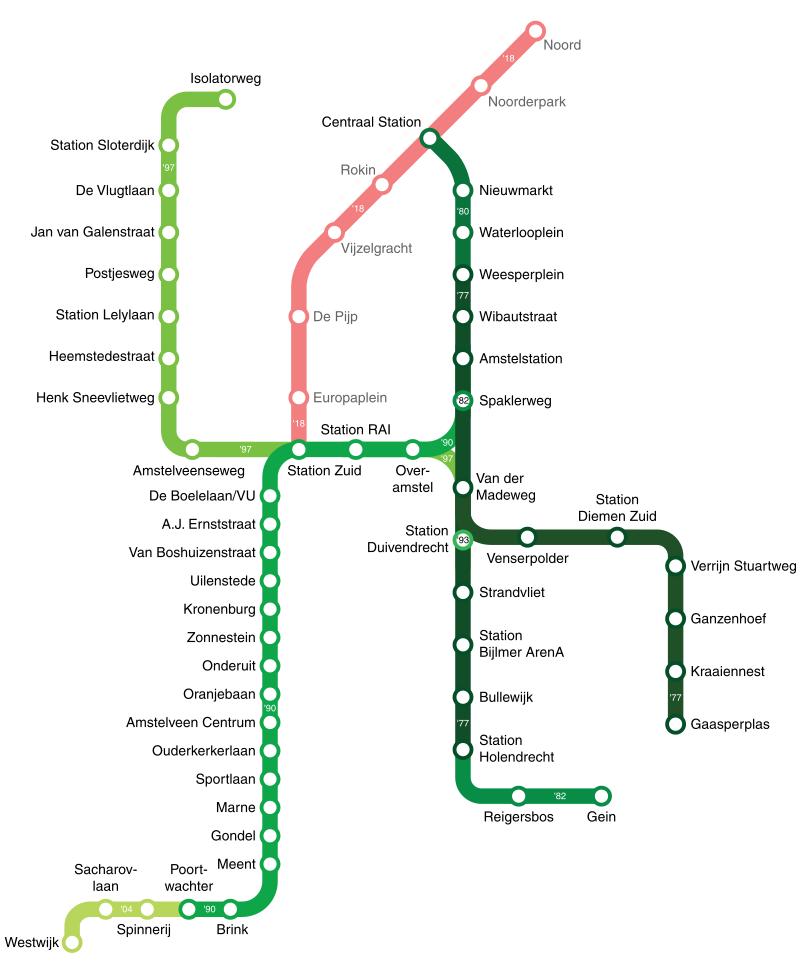 Noord
'18
Noorderpark
Isolatorweg
Centraal Station
Station Sloterdijk
'97
De Vlugtlaan
Rokin
Nieuwmarkt
'18
'80
Jan van Galenstraat
Vijzelgracht
Waterlooplein
Postjesweg
Weesperplein
'77
Station Lelylaan
De Pijp
Wibautstraat
Heemstedestraat
Amstelstation
Henk Sneevlietweg
Europaplein
'82
Spaklerweg
'18
Station RAI
'97
'90
'97
Amstelveenseweg
Station Zuid
Over-
amstel
Van der
Madeweg
De Boelelaan/VU
A.J. Ernststraat
Station
Diemen Zuid
Station
Duivendrecht
'93
Venserpolder
Van Boshuizenstraat
Verrijn Stuartweg
Uilenstede
Strandvliet
Kronenburg
Ganzenhoef
Zonnestein
Station
Bijlmer ArenA
Onderuit
Kraaiennest
Oranjebaan
Bullewijk
'77
'90
Amstelveen Centrum
'77
Gaasperplas
Ouderkerkerlaan
Station
Holendrecht
Sportlaan
'82
Marne
Reigersbos
Gein
Gondel
Meent
Sacharov-
laan
Poort-
wachter
'04
'90
Spinnerij
Brink
Westwijk